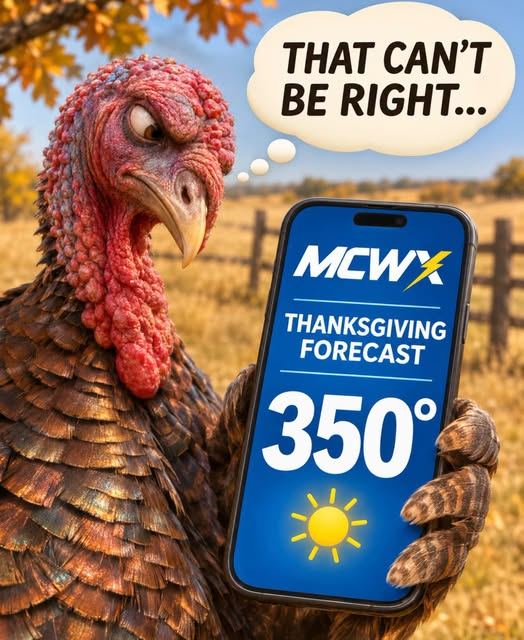 THAT CAN'T
BE RIGHT...
MCWX
THANKSGIVING
FORECAST
350°